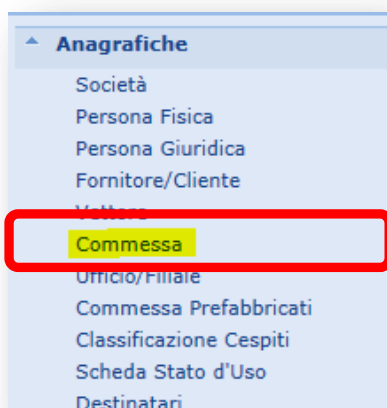 Anagrafiche
Società
Persona Fisica
Persona Giuridica
Fornitore/Cliente
Vettore
Commessa
Ufficio/Filiale
Commessa Prefabbricati
Classificazione Cespiti
Scheda Stato d'Uso
Destinatari